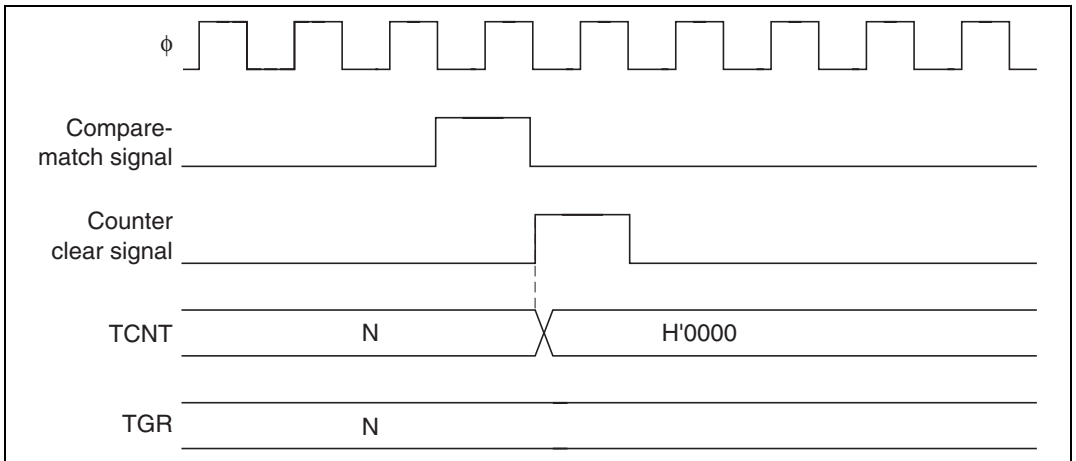 ϕ
Compare-
match signal
Counter
clear signal
TCNT
N
H'0000
TGR
N